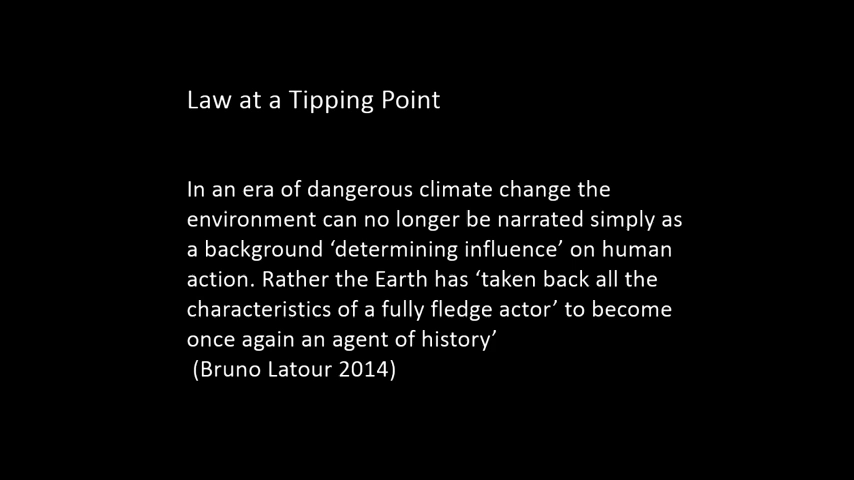 Law at a Tipping Point
In an era of dangerous climate change the
environment can no longer be narrated simply as
a background ‘determining influence’ on human
action. Rather the Earth has ‘taken back all the
characteristics of a fully fledge actor’ to become
once again an agent of history’
(Bruno Latour 2014)